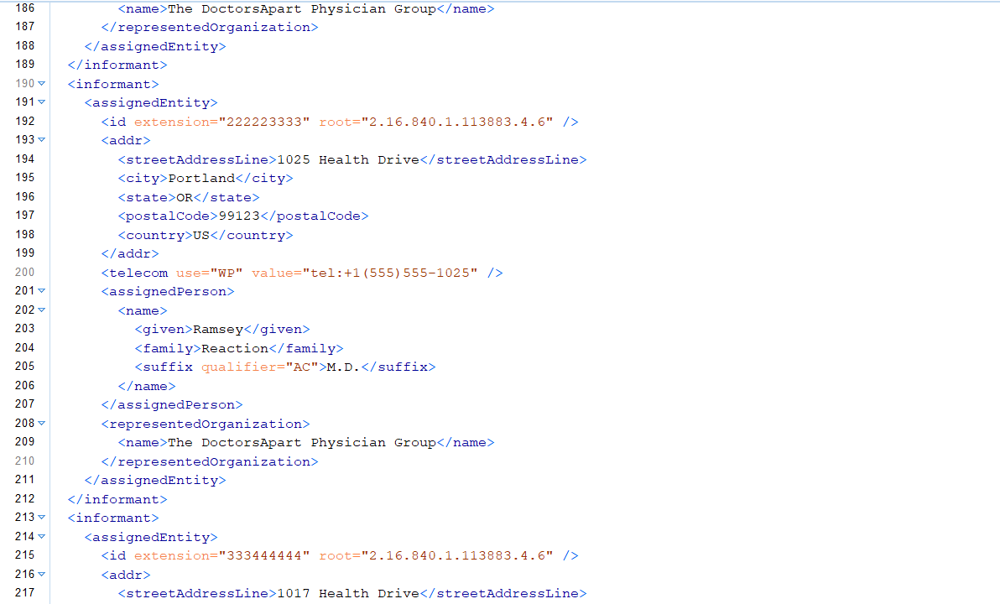 186 <name>The DoctorsApart Physician Group</name>
187 </representedOrganization>
188 </assignedEntity>
189 </informant>
190 <informant>
191 <assignedEntity>
192 <id extension="222223333" root="2.16.840.1.113883.4.6" />
193 <addr>
194 <streetAddressLine>1025 Health Drive</streetAddressLine>
195 <city>Portland</city>
196 <state>OR</state>
197 <postalCode>99123</postalCode>
198 <country>US</country>
199 </addr>
200 <telecom use="WP" value="tel:+1(555)555-1025" />
201 <assignedPerson>
202 <name>
203 <given>Ramsey</given>
204 <family>Reaction</family>
205 <suffix qualifier="AC">M.D.</suffix>
206 </name>
207 </assignedPerson>
208 <representedOrganization>
209 <name>The DoctorsApart Physician Group</name>
210 </representedOrganization>
211 </assignedEntity>
212 </informant>
213 <informant>
214 <assignedEntity>
215 <id extension="333444444" root="2.16.840.1.113883.4.6" />
216 <addr>
217 <streetAddressLine>1017 Health Drive</streetAddressLine>